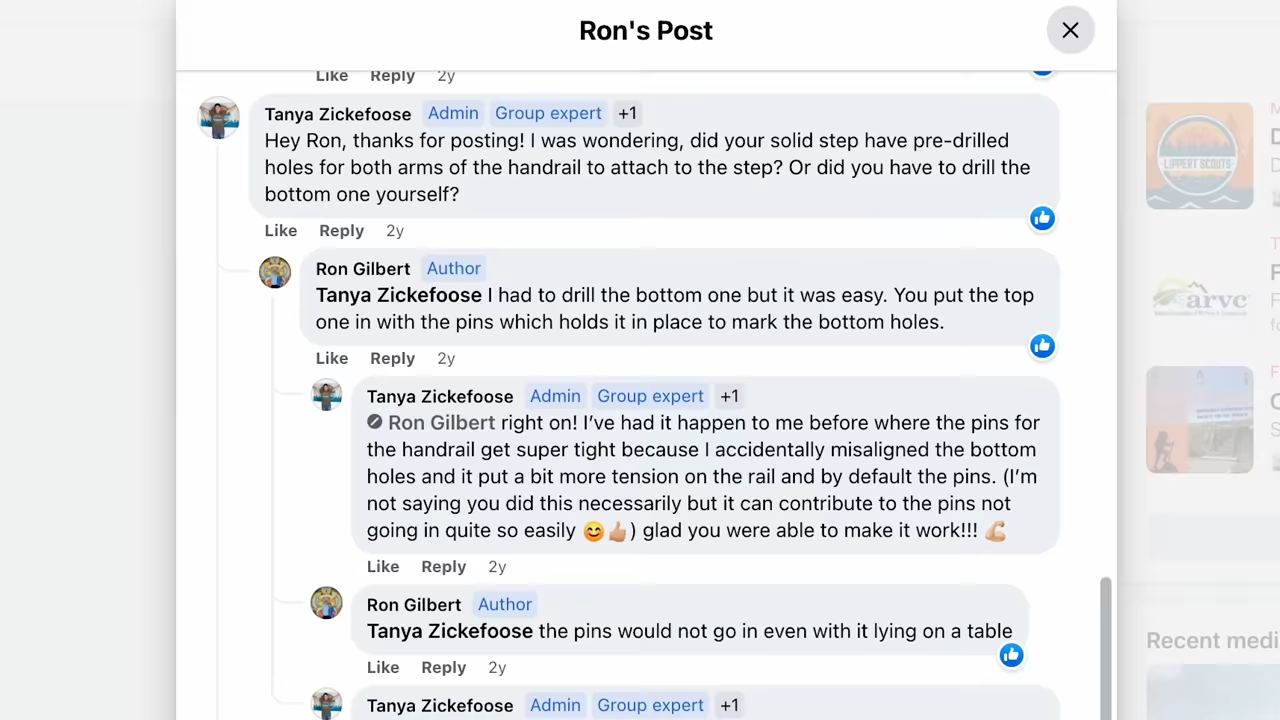 Ron's Post
Like Reply 2y
Tanya Zickefoose Admin Group expert +1
Hey Ron, thanks for posting! I was wondering, did your solid step have pre-drilled
holes for both arms of the handrail to attach to the step? Or did you have to drill the
bottom one yourself?
Like Reply 2y
Ron Gilbert Author
Tanya Zickefoose I had to drill the bottom one but it was easy. You put the top
one in with the pins which holds it in place to mark the bottom holes.
Like Reply 2y
Tanya Zickefoose Admin Group expert +1
Ron Gilbert right on! I’ve had it happen to me before where the pins for
the handrail get super tight because I accidentally misaligned the bottom
holes and it put a bit more tension on the rail and by default the pins. (I’m
not saying you did this necessarily but it can contribute to the pins not
going in quite so easily 😊👍🏼) glad you were able to make it work!!! 💪🏼
Like Reply 2y
Ron Gilbert Author
Tanya Zickefoose the pins would not go in even with it lying on a table
Like Reply 2y
Tanya Zickefoose Admin Group expert +1
LIPPERT SCOUTS
arvc
Recent medi